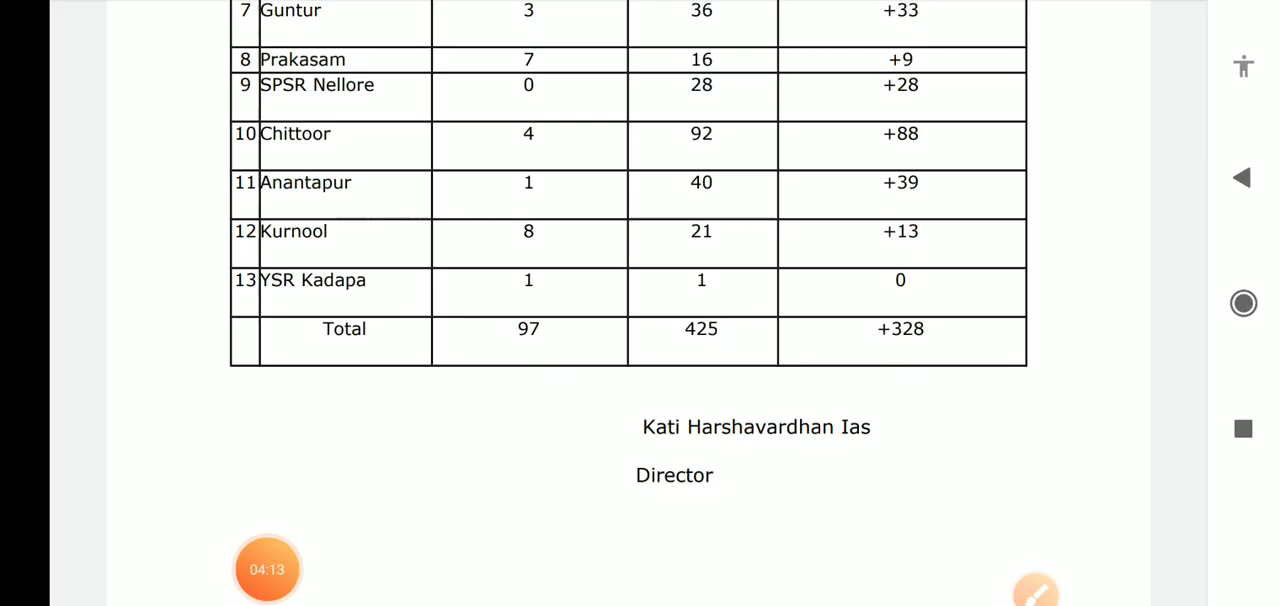 7 Guntur 3 36 +33
8 Prakasam 7 16 +9
9 SPSR Nellore 0 28 +28
10 Chittoor 4 92 +88
11 Anantapur 1 40 +39
12 Kurnool 8 21 +13
13 YSR Kadapa 1 1 0
Total 97 425 +328
Kati Harshavardhan Ias
Director
04:13